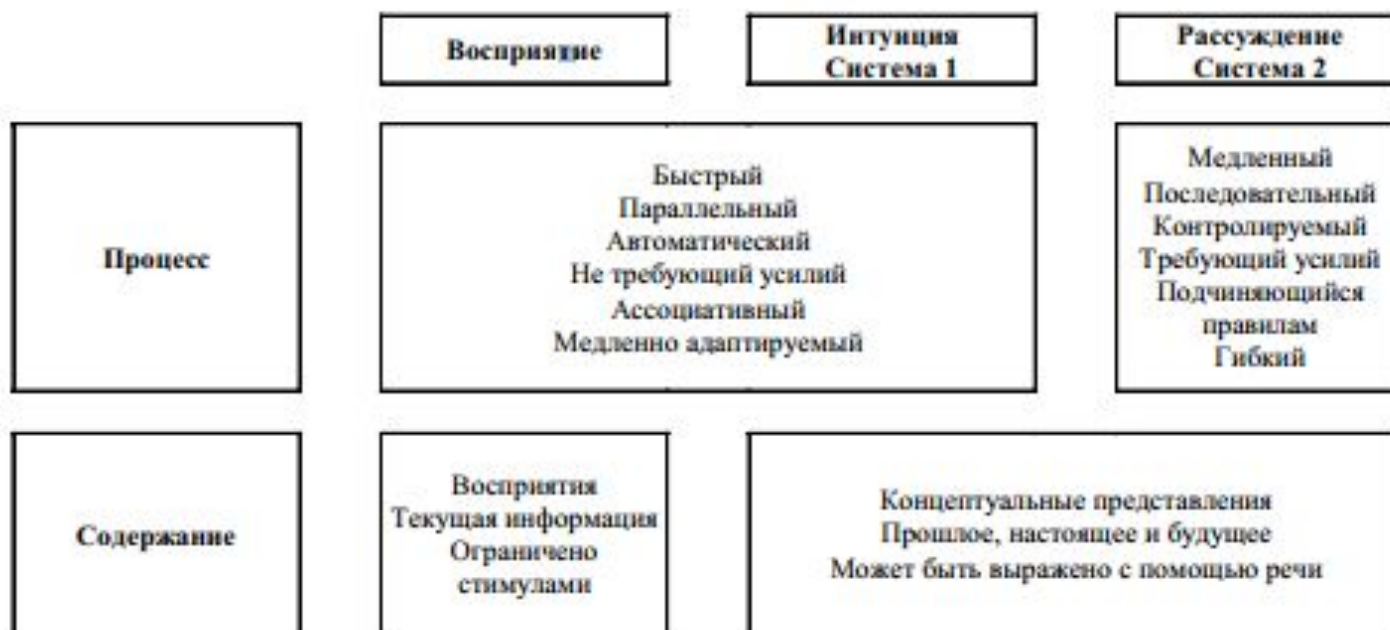 Восприятие
Интуиция
Система 1
Рассуждение
Система 2
Процесс
Быстрый
Параллельный
Автоматический
Не требующий усилий
Ассоциативный
Медленно адаптируемый
Медленный
Последовательный
Контролируемый
Требующий усилий
Подчиняющийся
правилам
Гибкий
Содержание
Восприятия
Текущая информация
Ограничено
стимулами
Концептуальные представления
Прошлое, настоящее и будущее
Может быть выражено с помощью речи